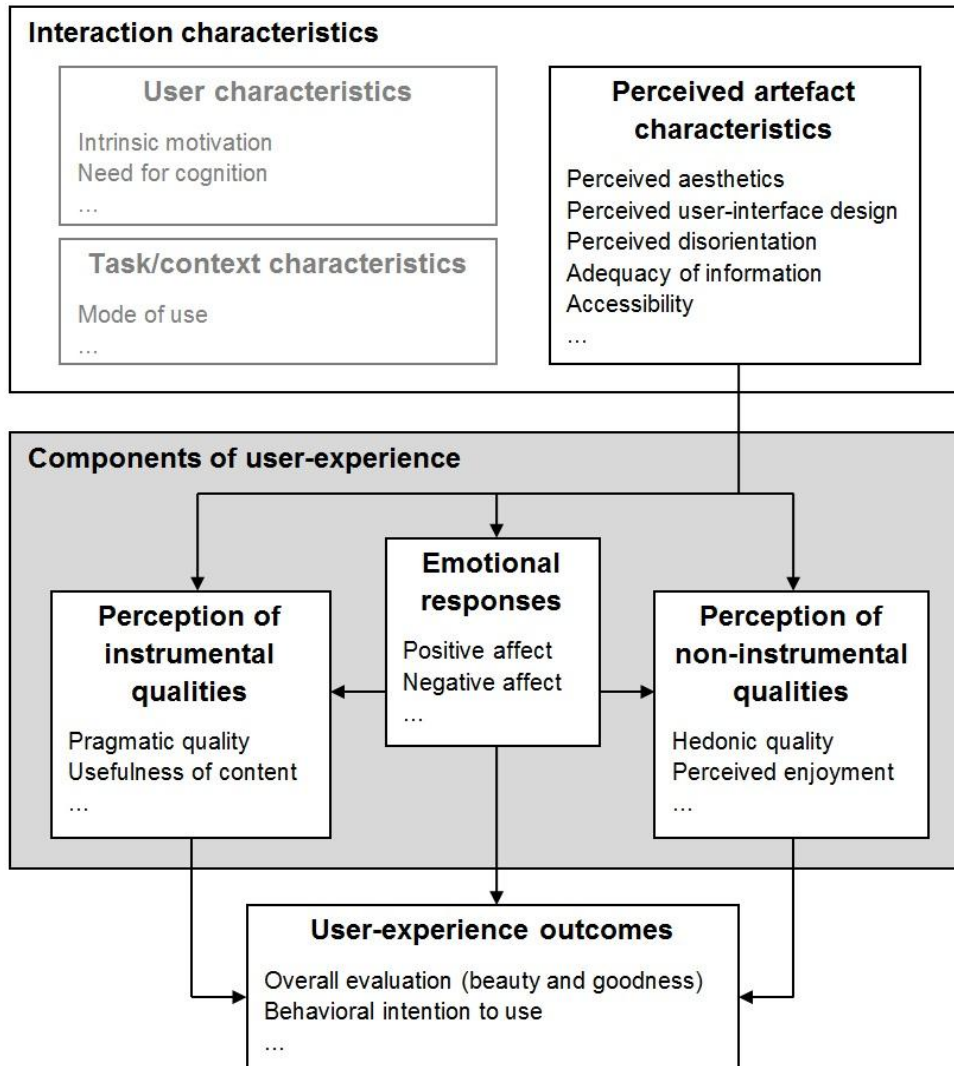 Interaction characteristics
User characteristics
Intrinsic motivation
Need for cognition
…
Task/context characteristics
Mode of use
…
Perceived artefact
characteristics
Perceived aesthetics
Perceived user-interface design
Perceived disorientation
Adequacy of information
Accessibility
…
Components of user-experience
Perception of
instrumental
qualities
Pragmatic quality
Usefulness of content
…
Emotional
responses
Positive affect
Negative affect
…
Perception of
non-instrumental
qualities
Hedonic quality
Perceived enjoyment
…
User-experience outcomes
Overall evaluation (beauty and goodness)
Behavioral intention to use
…